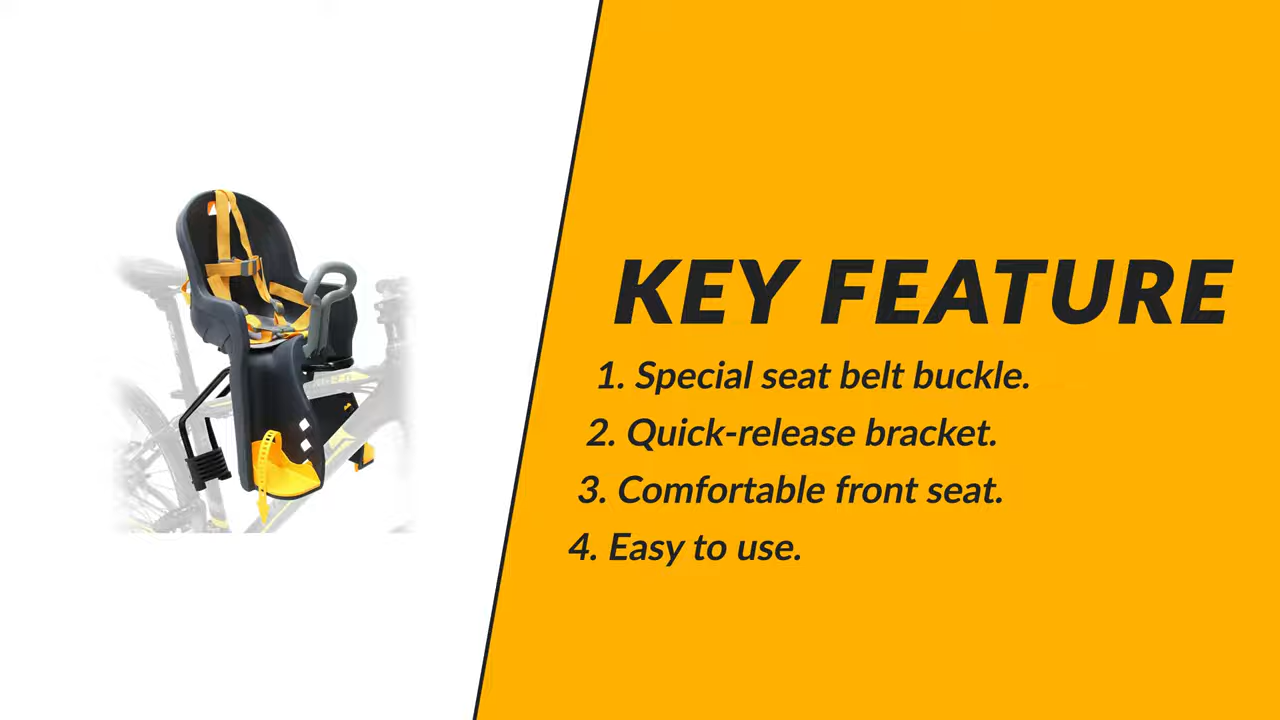 KEY FEATURE
1. Special seat belt buckle.
2. Quick-release bracket.
3. Comfortable front seat.
4. Easy to use.